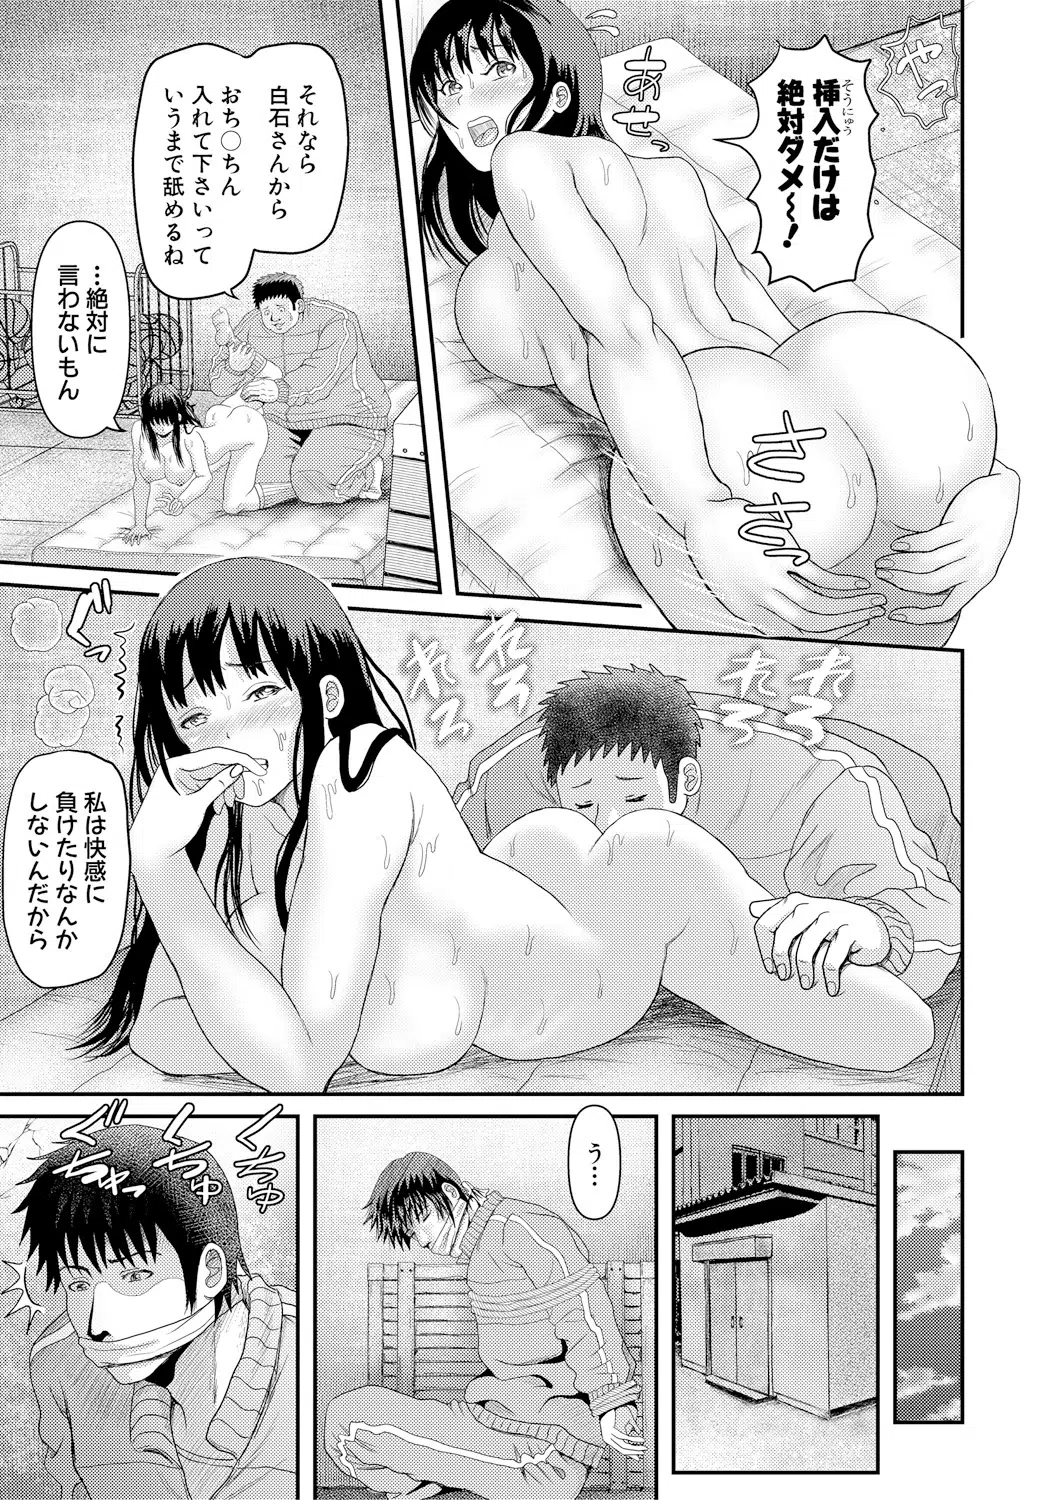 やっ
挿入だけは
そうにゅう
絶対ダメ〜!
あせっ
ささっ
さささっ
それなら
白石さんから
おち○ちん
入れて下さいって
いうまで舐めるね
…絶対に
言わないもん
れろ
れろ
れろ
れろ
私は快感に
負けたりなんか
しないんだから
う…
ぐちゅ
ぐちゅ
ぐちゅ